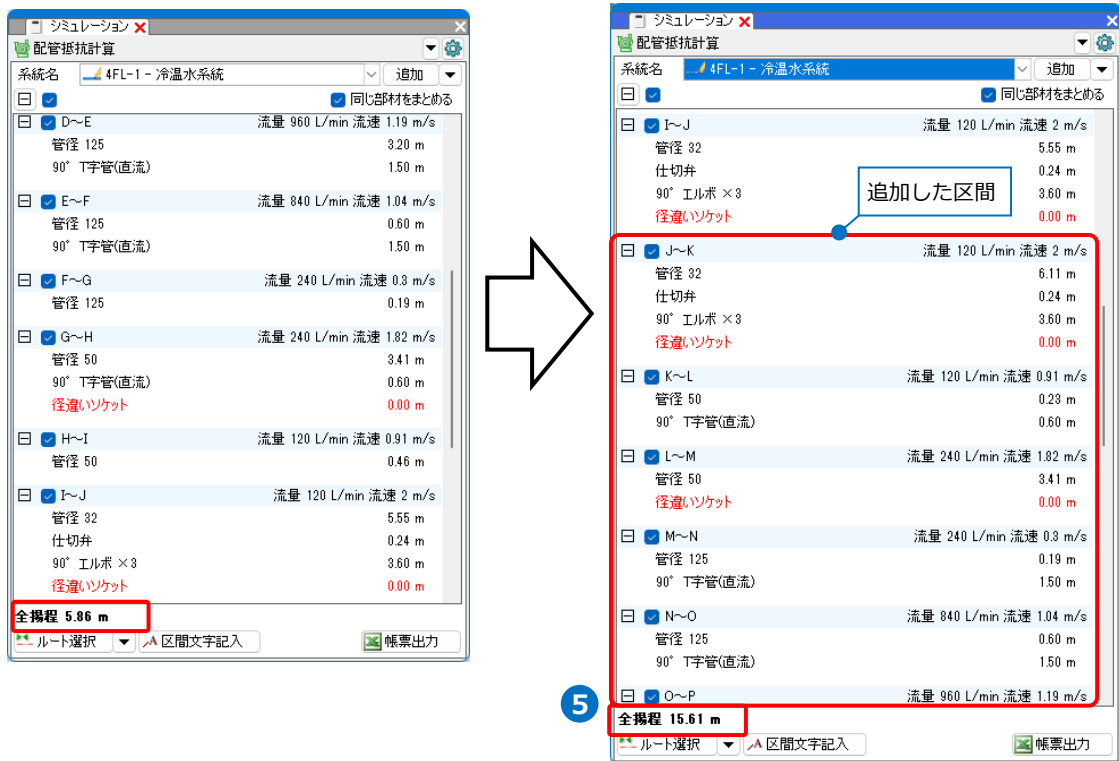 シミュレーション
配管抵抗計算
系統名 4FL-1 - 冷温水系統 追加
同じ部材をまとめる
D～E 流量 960 L/min 流速 1.19 m/s
管径 125 3.20 m
90° T字管(直流) 1.50 m
E～F 流量 840 L/min 流速 1.04 m/s
管径 125 0.60 m
90° T字管(直流) 1.50 m
F～G 流量 240 L/min 流速 0.3 m/s
管径 125 0.19 m
G～H 流量 240 L/min 流速 1.82 m/s
管径 50 3.41 m
90° T字管(直流) 0.60 m
径違いソケット 0.00 m
H～I 流量 120 L/min 流速 0.91 m/s
管径 50 0.46 m
I～J 流量 120 L/min 流速 2 m/s
管径 32 5.55 m
仕切弁 0.24 m
90° エルボ ×3 3.60 m
径違いソケット 0.00 m
全揚程 5.86 m
ルート選択 区間文字記入 帳票出力
シミュレーション
配管抵抗計算
系統名 4FL-1 - 冷温水系統 追加
同じ部材をまとめる
I～J 流量 120 L/min 流速 2 m/s
管径 32 5.55 m
仕切弁 0.24 m
90° エルボ ×3 3.60 m
径違いソケット 0.00 m
追加した区間
J～K 流量 120 L/min 流速 2 m/s
管径 32 6.11 m
仕切弁 0.24 m
90° エルボ ×3 3.60 m
径違いソケット 0.00 m
K～L 流量 120 L/min 流速 0.91 m/s
管径 50 0.23 m
90° T字管(直流) 0.60 m
L～M 流量 240 L/min 流速 1.82 m/s
管径 50 3.41 m
径違いソケット 0.00 m
M～N 流量 240 L/min 流速 0.3 m/s
管径 125 0.19 m
90° T字管(直流) 1.50 m
N～O 流量 840 L/min 流速 1.04 m/s
管径 125 0.60 m
90° T字管(直流) 1.50 m
O～P 流量 960 L/min 流速 1.19 m/s
5
全揚程 15.61 m
ルート選択 区間文字記入 帳票出力